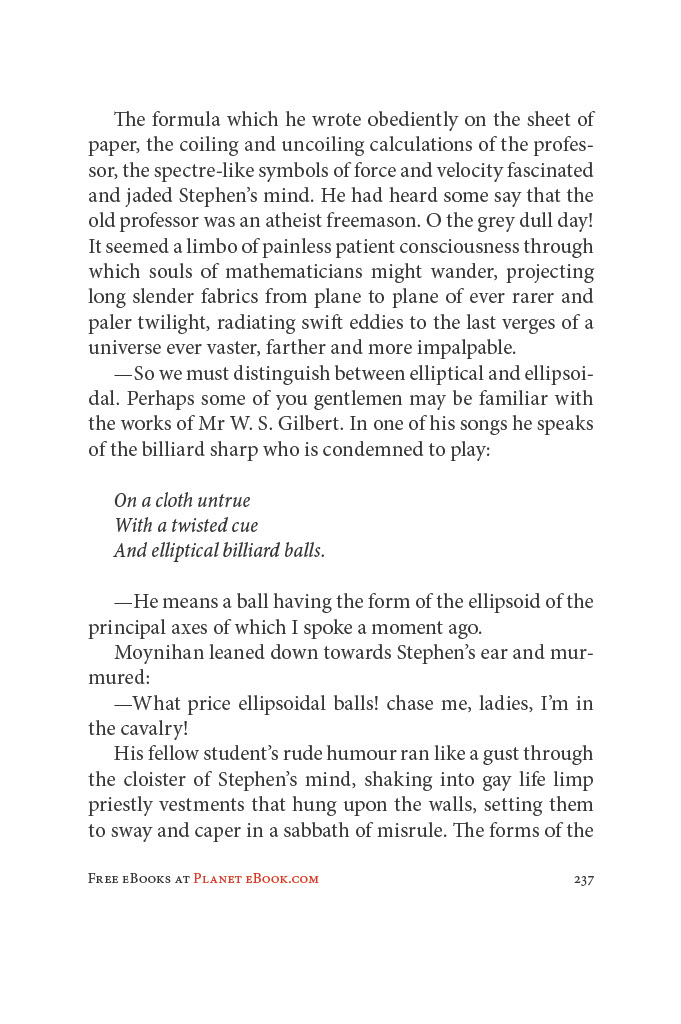 The formula which he wrote obediently on the sheet of
paper, the coiling and uncoiling calculations of the profes-
sor, the spectre-like symbols of force and velocity fascinated
and jaded Stephen’s mind. He had heard some say that the
old professor was an atheist freemason. O the grey dull day!
It seemed a limbo of painless patient consciousness through
which souls of mathematicians might wander, projecting
long slender fabrics from plane to plane of ever rarer and
paler twilight, radiating swift eddies to the last verges of a
universe ever vaster, farther and more impalpable.
—So we must distinguish between elliptical and ellipsoi-
dal. Perhaps some of you gentlemen may be familiar with
the works of Mr W. S. Gilbert. In one of his songs he speaks
of the billiard sharp who is condemned to play:
On a cloth untrue
With a twisted cue
And elliptical billiard balls.
—He means a ball having the form of the ellipsoid of the
principal axes of which I spoke a moment ago.
Moynihan leaned down towards Stephen’s ear and mur-
mured:
—What price ellipsoidal balls! chase me, ladies, I’m in
the cavalry!
His fellow student’s rude humour ran like a gust through
the cloister of Stephen’s mind, shaking into gay life limp
priestly vestments that hung upon the walls, setting them
to sway and caper in a sabbath of misrule. The forms of the
Free eBooks at Planet eBook.com 237